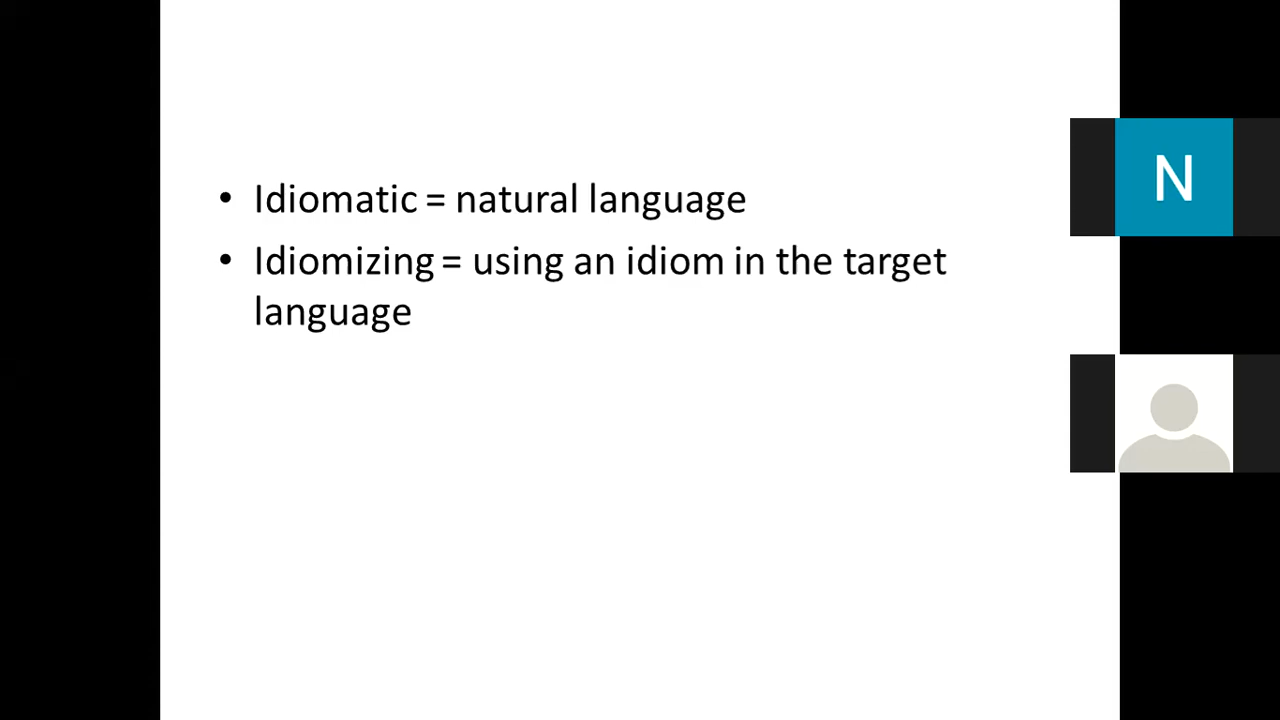 • Idiomatic = natural language
• Idiomizing = using an idiom in the target
language
N